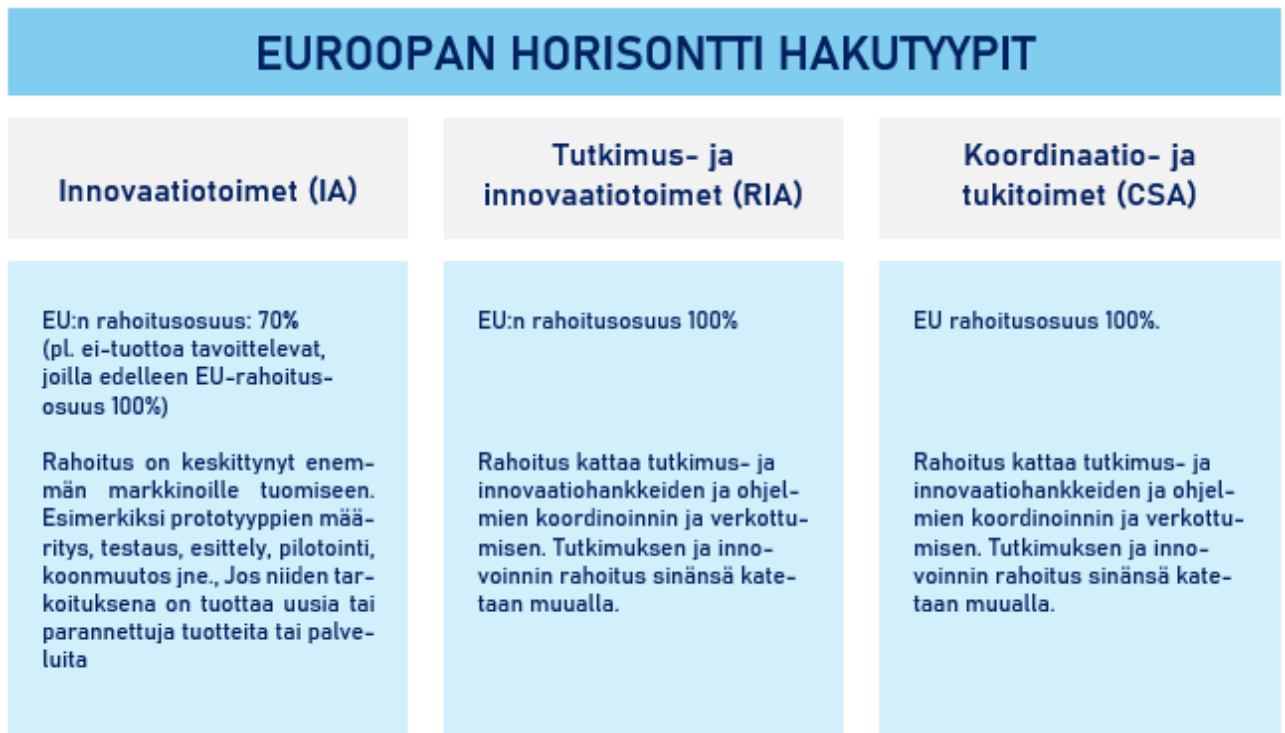 EUROOPAN HORISONTTI HAKUTYYPIT
Innovaatiotoimet (IA)
Tutkimus- ja
innovaatiotoimet (RIA)
Koordinaatio- ja
tukitoimet (CSA)
EU:n rahoitusosuus: 70%
(pl. ei-tuottoa tavoittelevat,
joilla edelleen EU-rahoitus-
osuus 100%)
Rahoitus on keskittynyt enem-
män markkinoille tuomiseen.
Esimerkiksi prototyyppien mää-
ritys, testaus, esittely, pilotointi,
koonmuutos jne., Jos niiden tar-
koituksena on tuottaa uusia tai
parannettuja tuotteita tai palve-
luita
EU:n rahoitusosuus 100%
Rahoitus kattaa tutkimus- ja
innovaatiohankkeiden ja ohjel-
mien koordinoinnin ja verkottu-
misen. Tutkimuksen ja inno-
voinnin rahoitus sinänsä kate-
taan muualla.
EU rahoitusosuus 100%.
Rahoitus kattaa tutkimus- ja
innovaatiohankkeiden ja ohjel-
mien koordinoinnin ja verkottu-
misen. Tutkimuksen ja inno-
voinnin rahoitus sinänsä kate-
taan muualla.